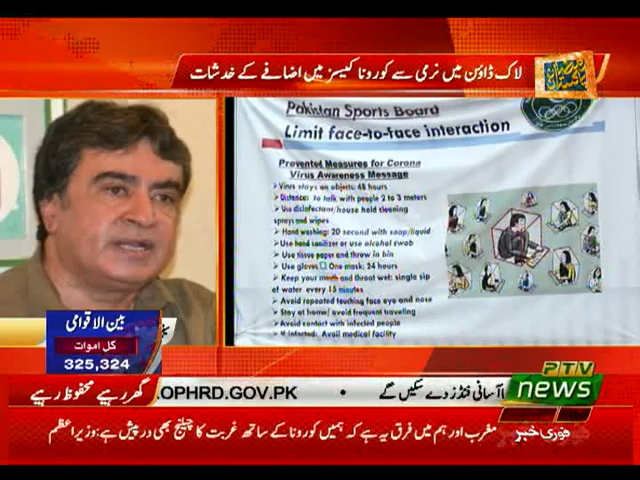 لاک ڈاؤن میں نرمی سے کورونا کیسز میں اضافے کے خدشات
Pakistan Sports Board
Limit face-to-face interaction
Prevented Measures for Corona
Virus Awareness Message
Virus stays on objects: 48 hours
Distance: to talk with people 2 to 3 meters
Use disinfectant/house hold cleaning
sprays and wipes
Hand washing: 20 second with soap/liquid
Use hand sanitizer or use alcohol swab
Use tissue paper and throw in bin
Use gloves One mask: 24 hours
Keep your mouth and throat wet: single sip
of water every 15 minutes
Avoid repeated touching face eye and nose
Stay at home/ avoid frequent traveling
Avoid contact with infected people
If infected: Avail medical facility
بین الاقوامی
کل اموات
325,324
گھر رہیے محفوظ رہیے
.OPHRD.GOV.PK
• باآسانی فنڈز دے سکیں گے
PTV
news
فوری خبر
مغرب اور ہم میں فرق یہ ہے کہ ہمیں کورونا کے ساتھ غربت کا چیلنج بھی درپیش ہے:وزیراعظم